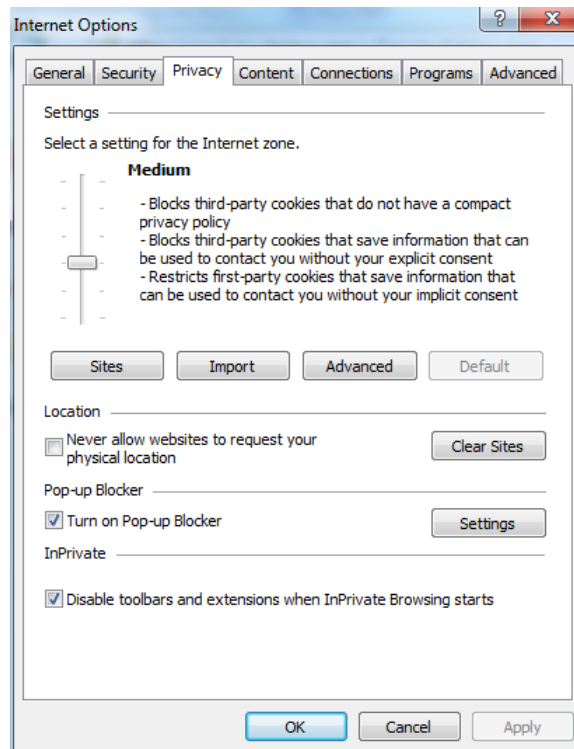 Internet Options
General Security Privacy Content Connections Programs Advanced
Settings
Select a setting for the Internet zone.
Medium
- Blocks third-party cookies that do not have a compact
privacy policy
- Blocks third-party cookies that save information that can
be used to contact you without your explicit consent
- Restricts first-party cookies that save information that
can be used to contact you without your implicit consent
Sites Import Advanced Default
Location
Never allow websites to request your
physical location
Clear Sites
Pop-up Blocker
Turn on Pop-up Blocker
Settings
InPrivate
Disable toolbars and extensions when InPrivate Browsing starts
OK Cancel Apply